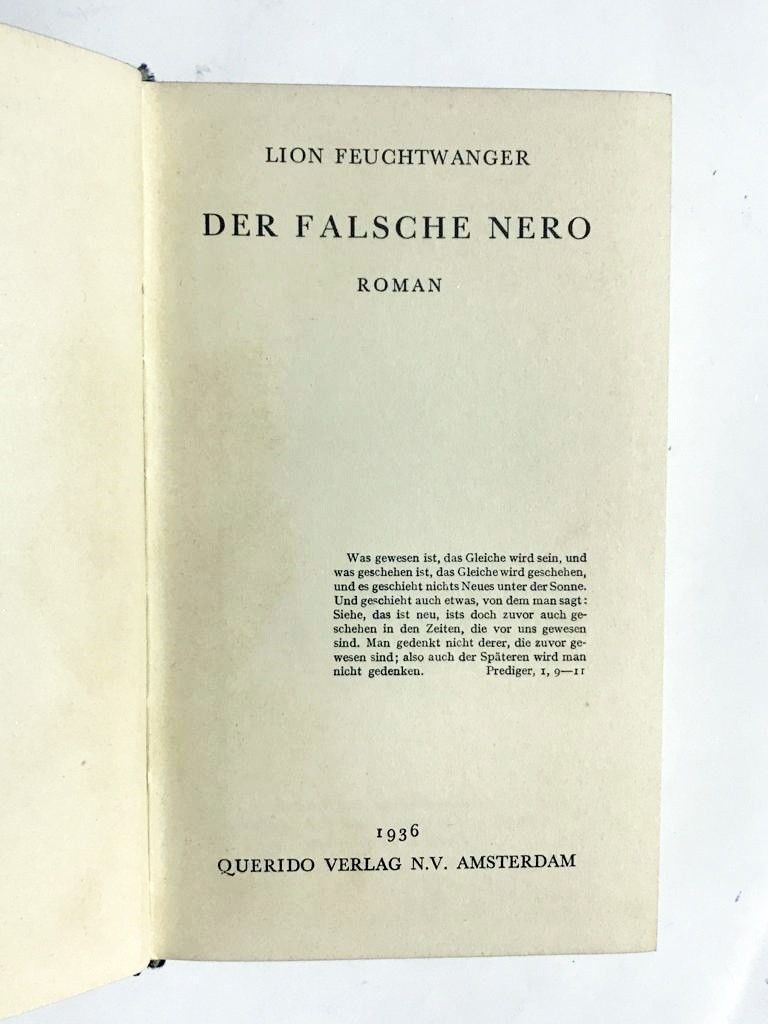 LION FEUCHTWANGER
DER FALSCHE NERO
ROMAN
Was gewesen ist, das Gleiche wird sein, und
was geschehen ist, das Gleiche wird geschehen,
und es geschieht nichts Neues unter der Sonne.
Und geschieht auch etwas, von dem man sagt:
Siehe, das ist neu, ists doch zuvor auch ge-
schehen in den Zeiten, die vor uns gewesen
sind. Man gedenkt nicht derer, die zuvor ge-
wesen sind; also auch der Späteren wird man
nicht gedenken. Prediger, 1, 9—11
1936
QUERIDO VERLAG N.V. AMSTERDAM